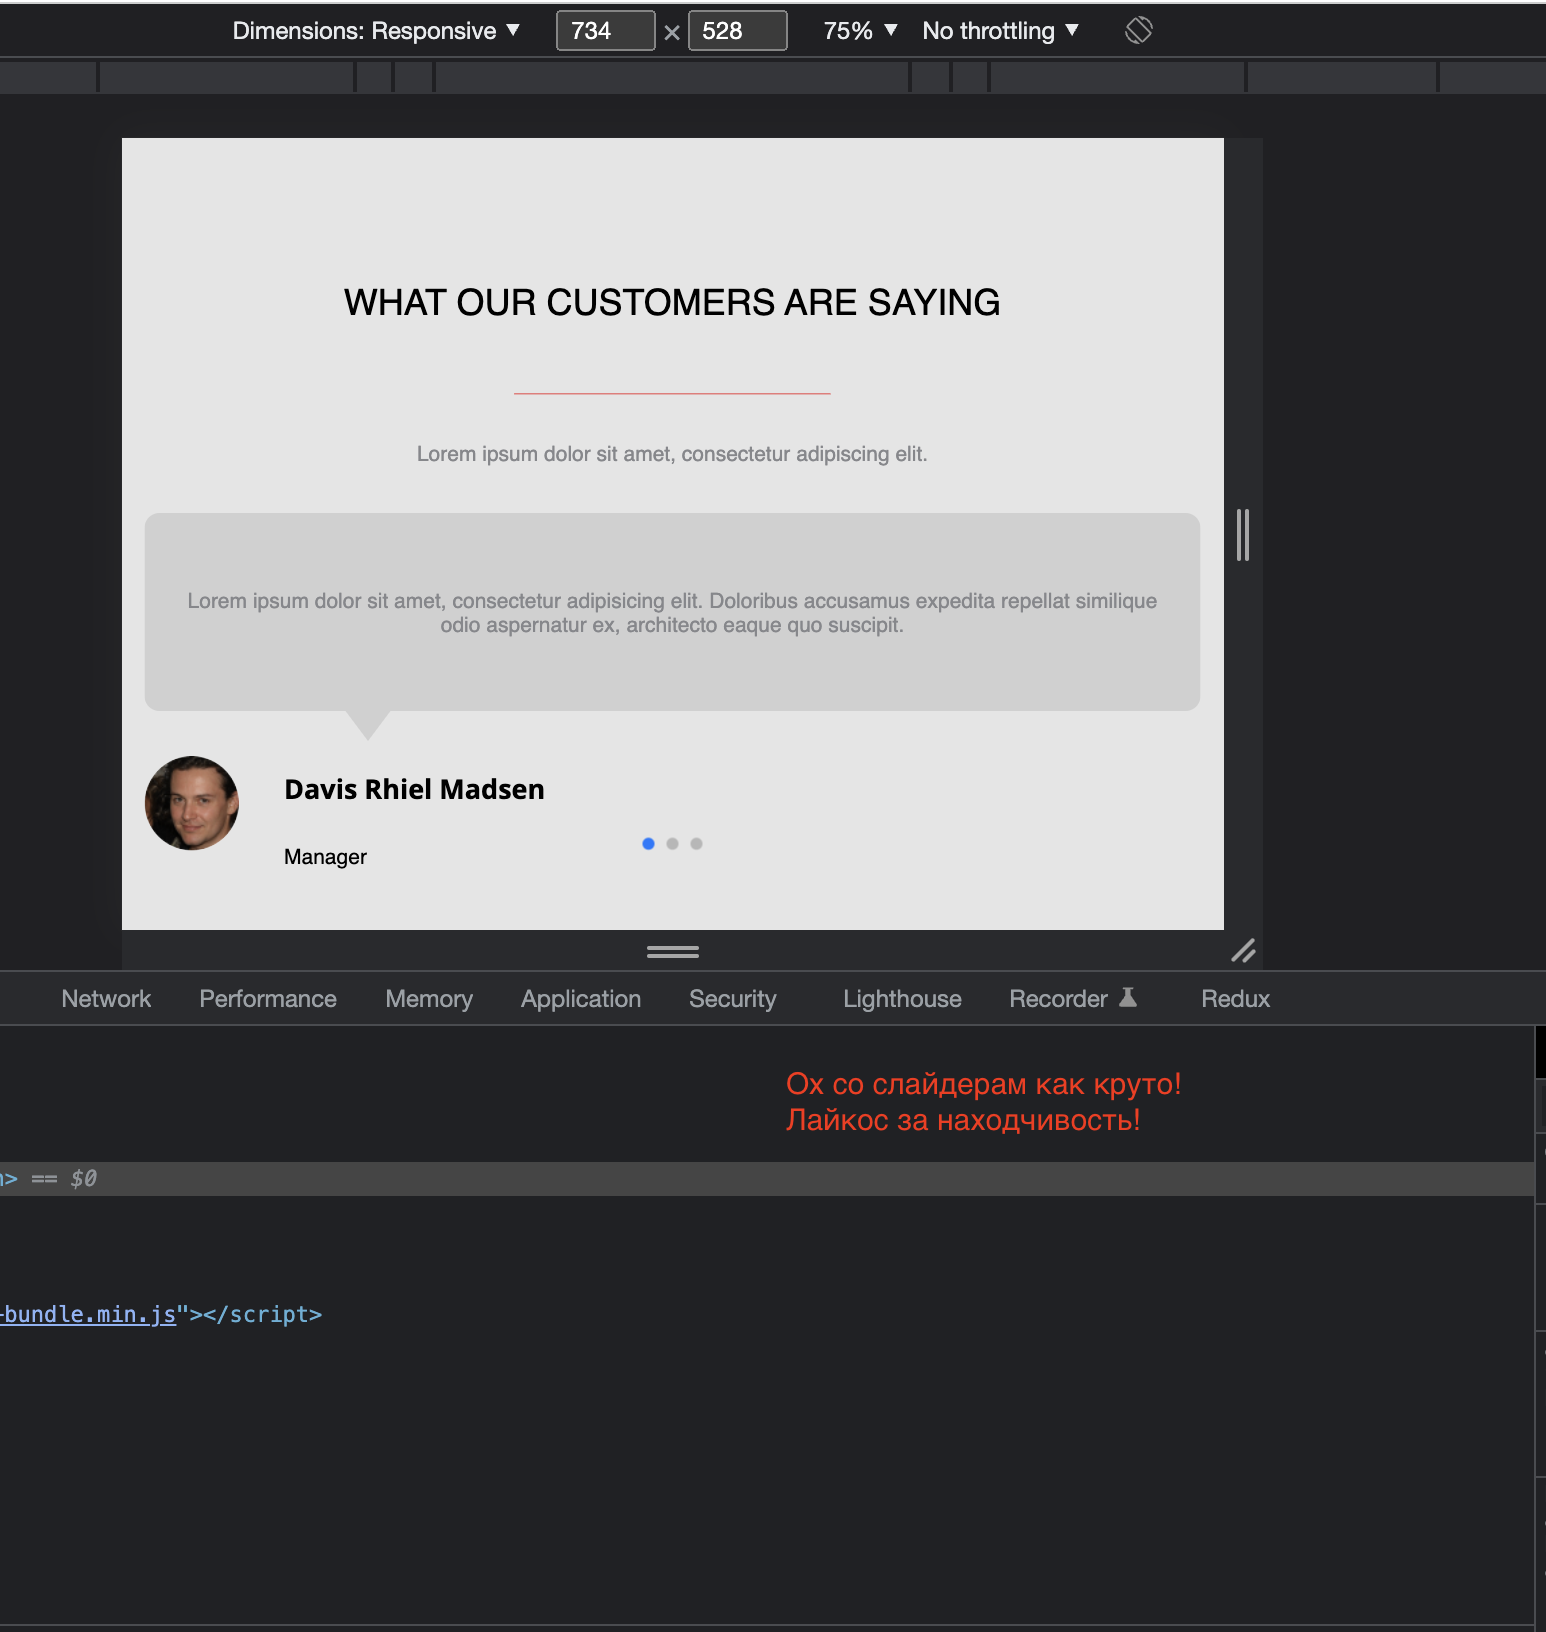 Dimensions: Responsive ▼ 734 × 528 75% ▼ No throttling ▼
WHAT OUR CUSTOMERS ARE SAYING
Lorem ipsum dolor sit amet, consectetur adipiscing elit.
Lorem ipsum dolor sit amet, consectetur adipisicing elit. Doloribus accusamus expedita repellat similique
odio aspernatur ex, architecto eaque quo suscipit.
Davis Rhiel Madsen
Manager
Network Performance Memory Application Security Lighthouse Recorder Redux
Ох со слайдерам как круто!
Лайкос за находчивость!
> == $0
-bundle.min.js"></script>